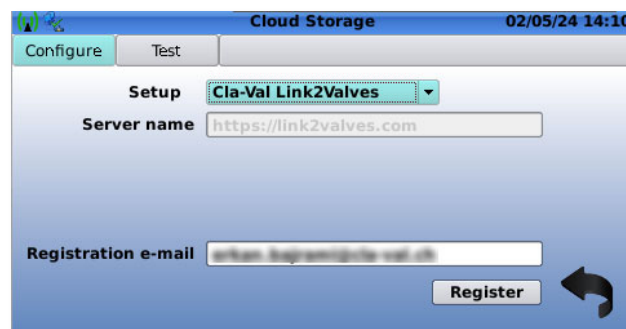 Cloud Storage 02/05/24 14:10
Configure Test
Setup Cla-Val Link2Valves
Server name https://link2valves.com
Registration e-mail
Register